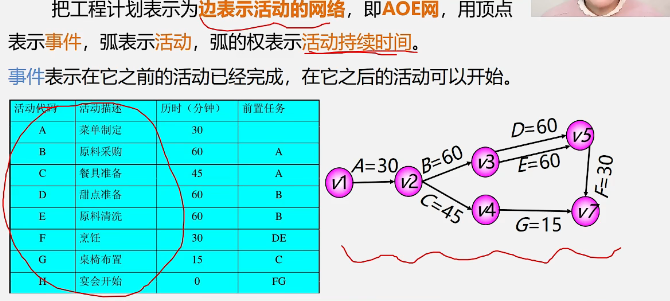 把工程计划表示为边表示活动的网络，即AOE网，用顶点
表示事件，弧表示活动，弧的权表示活动持续时间。
事件表示在它之前的活动已经完成，在它之后的活动可以开始。
活动代码 活动描述 历时（分钟） 前置任务
A 菜单制定 30
B 原料采购 60 A
C 餐具准备 45 A
D 甜点准备 60 B
E 原料清洗 60 B
F 烹饪 30 DE
G 桌椅布置 15 C
H 宴会开始 0 FG
v1
A=30
v2
B=60
v3
D=60
E=60
v5
F=30
C=45
v4
G=15
v7